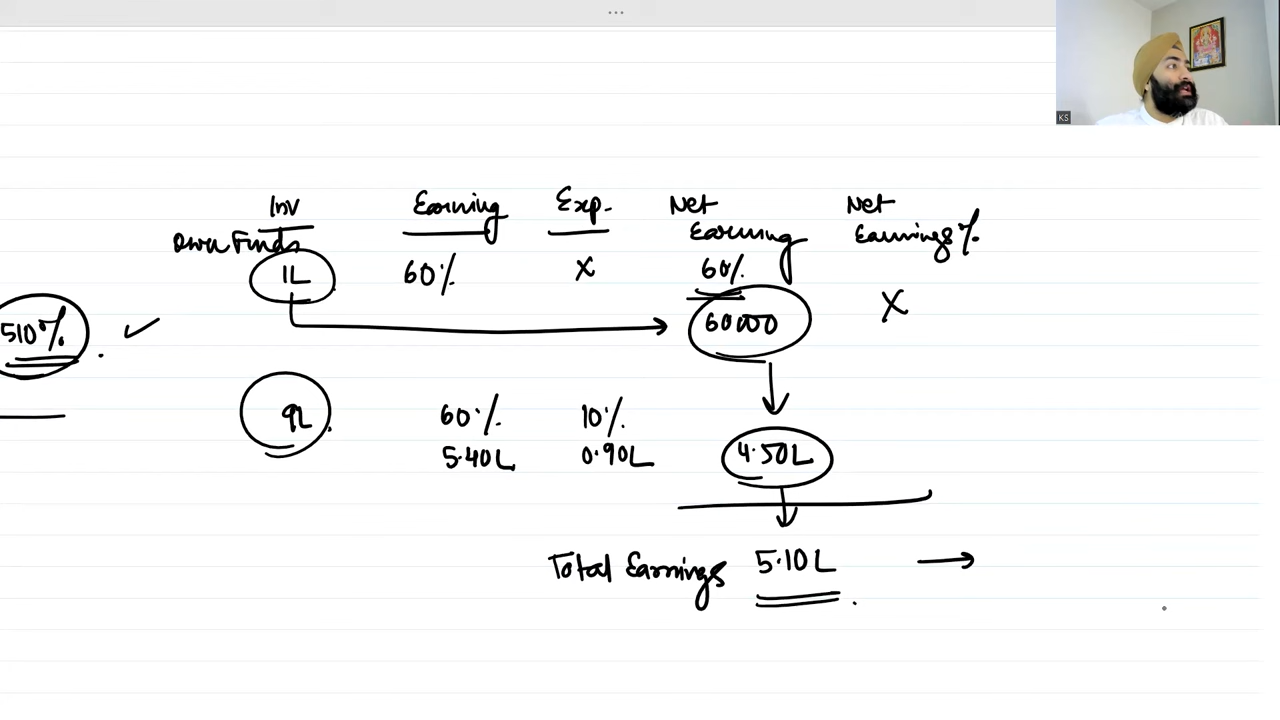 Inv Earning Exp. Net Earning Net Earnings %
Own Funds
1L 60% x 60%
60000 X
510% ✓
9L 60% 10%
5.40L 0.90L 4.50L
Total Earnings 5.10L →
KS